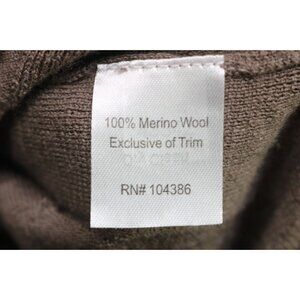 100% Merino Wool
Exclusive of Trim
RN# 104386